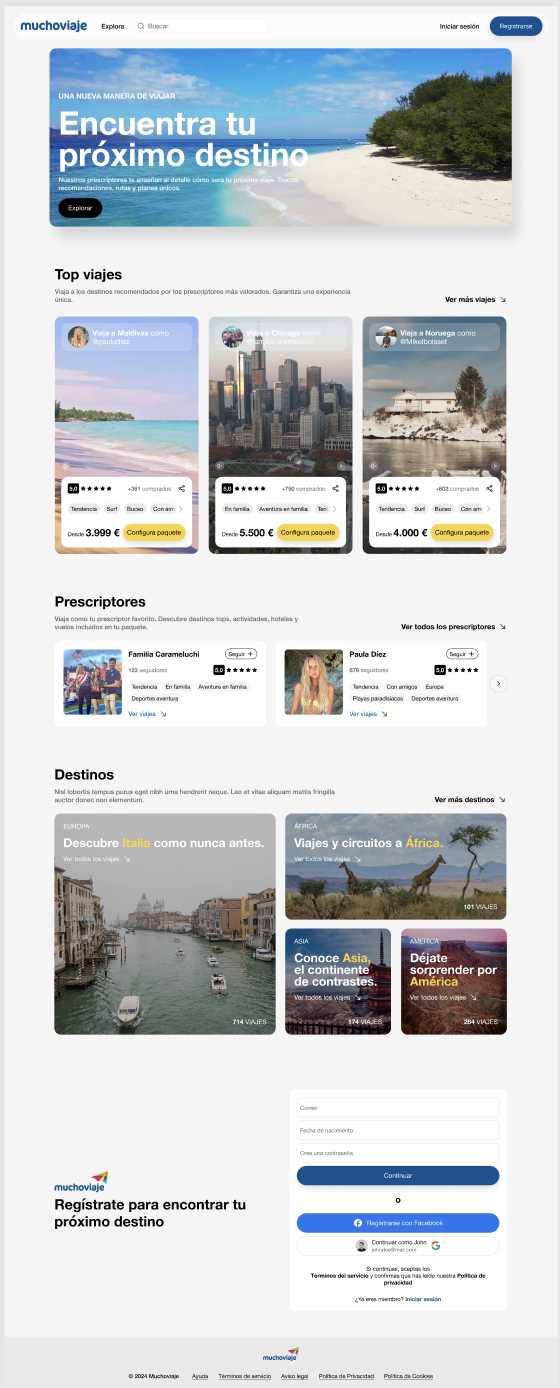 muchoviaje
Explora
Buscar
Iniciar sesión
Registrarse
UNA NUEVA MANERA DE VIAJAR
Encuentra tu
próximo destino
Nuestros prescriptores te enseñan al detalle cómo será tu próximo viaje. Trucos,
recomendaciones, rutas y planes únicos.
Explorar
Top viajes
Viaja a los destinos recomendados por los prescriptores más valorados. Garantiza una experiencia
única.
Ver más viajes
Viaja a Maldivas como
@pauladiez
5,0
+381 comprados
Tendencia Surf Buceo Con am
Desde 3.999 €
Configura paquete
Viaja a Chicago como
@familiacarameluchi
5,0
+750 comprados
En familia Aventura en familia Ten
Desde 5.500 €
Configura paquete
Viaja a Noruega como
@Mikelboisset
5,0
+602 comprados
Tendencia Surf Buceo Con am
Desde 4.000 €
Configura paquete
Prescriptores
Viaja como tu prescriptor favorito. Descubre destinos tops, actividades, hoteles y
vuelos incluidos en tu paquete.
Ver todos los prescriptores
Familia Carameluchi
Seguir
123 seguidores
5,0
Tendencia En familia Aventura en familia
Deportes aventura
Ver viajes
Paula Díez
Seguir
678 seguidores
5,0
Tendencia Con amigos Europa
Playas paradisiacas Deportes aventura
Ver viajes
Destinos
Nisl lobortis tempus purus eget nibh urna hendrerit neque. Leo et vitae aliquam mattis fringilla
auctor donec non elementum.
Ver más destinos
EUROPA
Descubre Italia como nunca antes.
Ver todos los viajes
714 VIAJES
ÁFRICA
Viajes y circuitos a África.
Ver todos los viajes
101 VIAJES
ASIA
Conoce Asia,
el continente
de contrastes.
Ver todos los viajes
174 VIAJES
AMÉRICA
Déjate
sorprender por
América
Ver todos los viajes
264 VIAJES
muchoviaje
Regístrate para encontrar tu
próximo destino
Correo
Fecha de nacimiento
Crea una contraseña
Continuar
o
Registrarse con Facebook
Continuar como John
johndoe@mail.com
Si continúas, aceptas los
Términos del servicio y confirmas que has leído nuestra Política de
privacidad
¿Ya eres miembro? Iniciar sesión
muchoviaje
© 2024 Muchoviaje
Ayuda
Términos de servicio
Aviso legal
Política de Privacidad
Política de Cookies